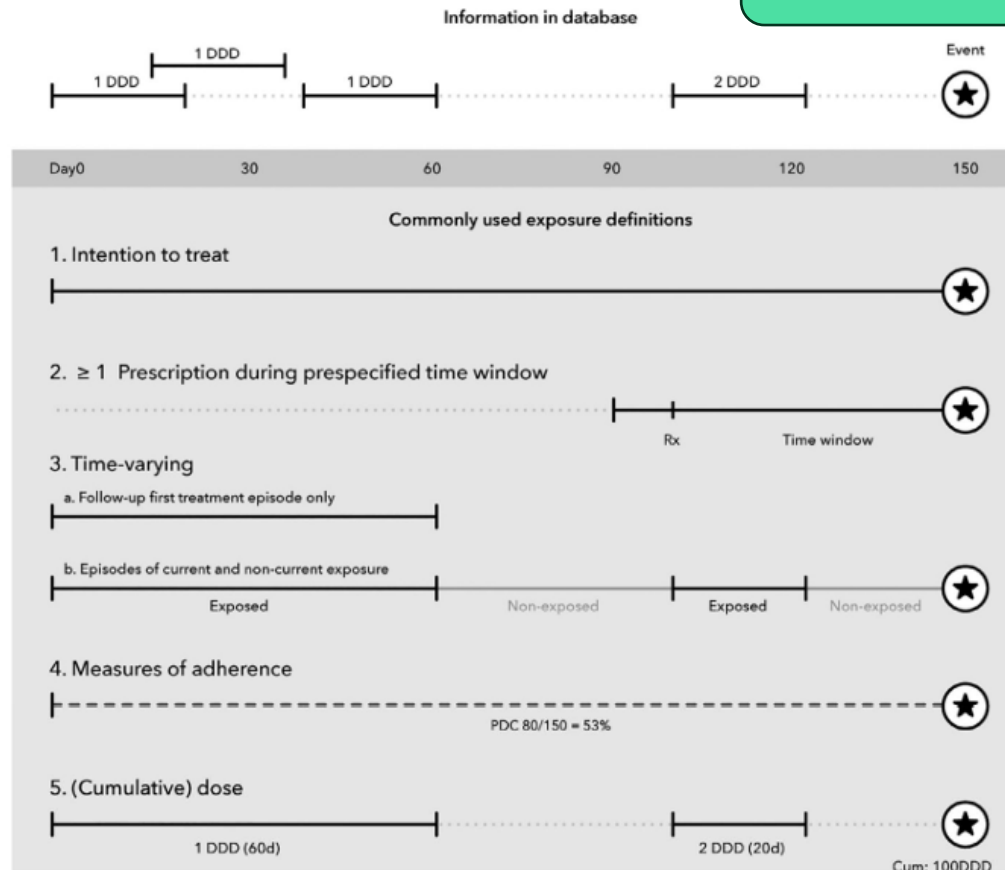 Information in database
1 DDD
1 DDD
1 DDD
2 DDD
Event
Day0 30 60 90 120 150
Commonly used exposure definitions
1. Intention to treat
2. ≥ 1 Prescription during prespecified time window
Rx
Time window
3. Time-varying
a. Follow-up first treatment episode only
b. Episodes of current and non-current exposure
Exposed Non-exposed Exposed Non-exposed
4. Measures of adherence
PDC 80/150 = 53%
5. (Cumulative) dose
1 DDD (60d) 2 DDD (20d)
Cum: 100DDD